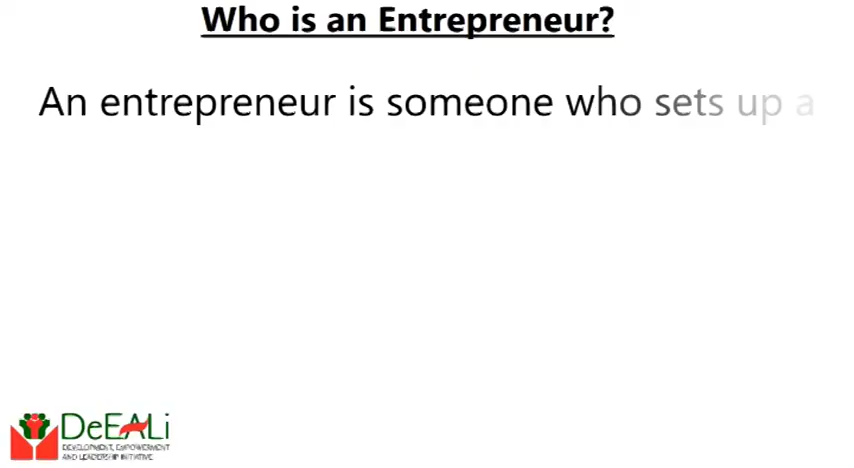 Who is an Entrepreneur?
An entrepreneur is someone who sets up a
DeEALi
DEVELOPMENT, EMPOWERMENT
AND LEADERSHIP INITIATIVE